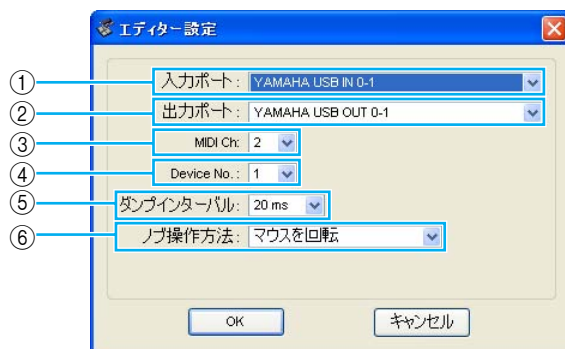 エディター設定
① 入力ポート: YAMAHA USB IN 0-1
② 出力ポート: YAMAHA USB OUT 0-1
③ MIDI Ch: 2
④ Device No.: 1
⑤ ダンプインターバル: 20 ms
⑥ ノブ操作方法: マウスを回転
OK キャンセル